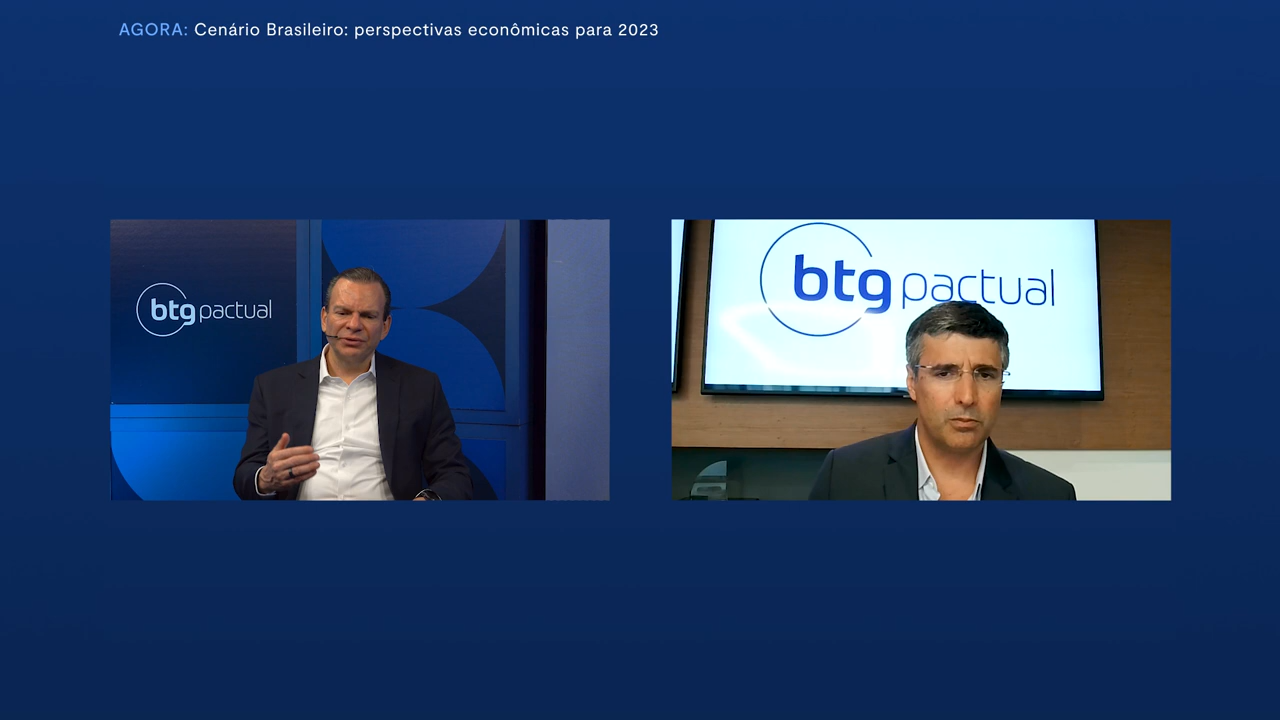 AGORA: Cenário Brasileiro: perspectivas econômicas para 2023
btg pactual
btg pactual